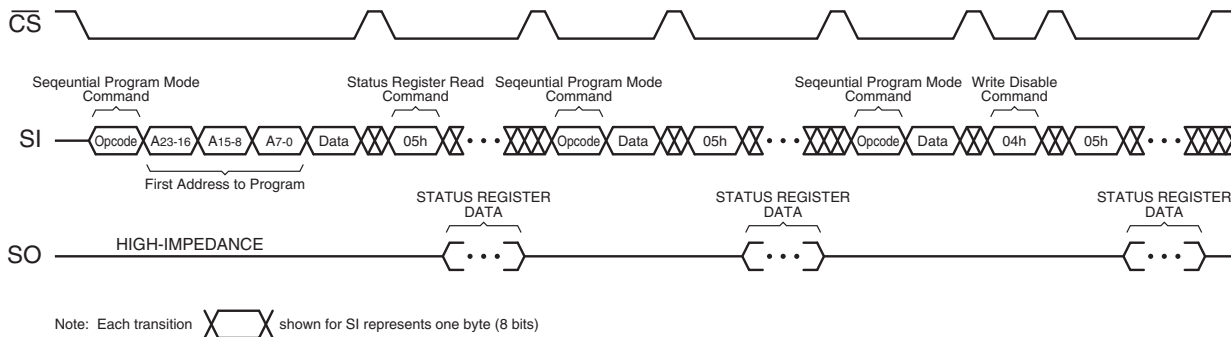 CS
Seqeuntial Program Mode Command
Status Register Read Command
Seqeuntial Program Mode Command
Seqeuntial Program Mode Command
Write Disable Command
SI
Opcode A23-16 A15-8 A7-0 Data 05h • • • Opcode Data 05h • • • Opcode Data 04h 05h • • •
First Address to Program
STATUS REGISTER DATA
STATUS REGISTER DATA
STATUS REGISTER DATA
SO
HIGH-IMPEDANCE
• • • • • • • • •
Note: Each transition shown for SI represents one byte (8 bits)